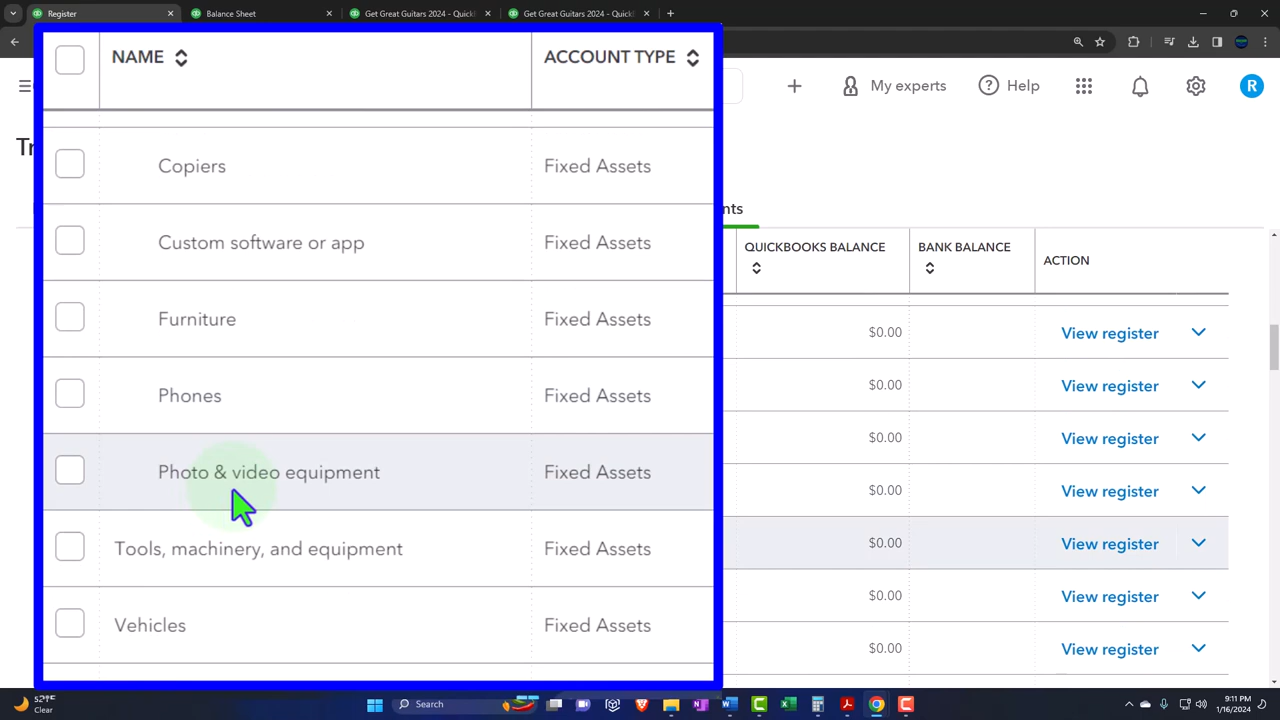 Register
Balance Sheet
Get Great Guitars 2024 - Quick
Get Great Guitars 2024 - Quick
My experts
Help
R
Tr
nts
NAME
ACCOUNT TYPE
QUICKBOOKS BALANCE
BANK BALANCE
ACTION
Copiers Fixed Assets
$0.00 View register
Custom software or app Fixed Assets
$0.00 View register
Furniture Fixed Assets
$0.00 View register
Phones Fixed Assets
$0.00 View register
Photo & video equipment Fixed Assets
$0.00 View register
Tools, machinery, and equipment Fixed Assets
$0.00 View register
Vehicles Fixed Assets
$0.00 View register
52°F
Clear
Search
9:11 PM
1/16/2024